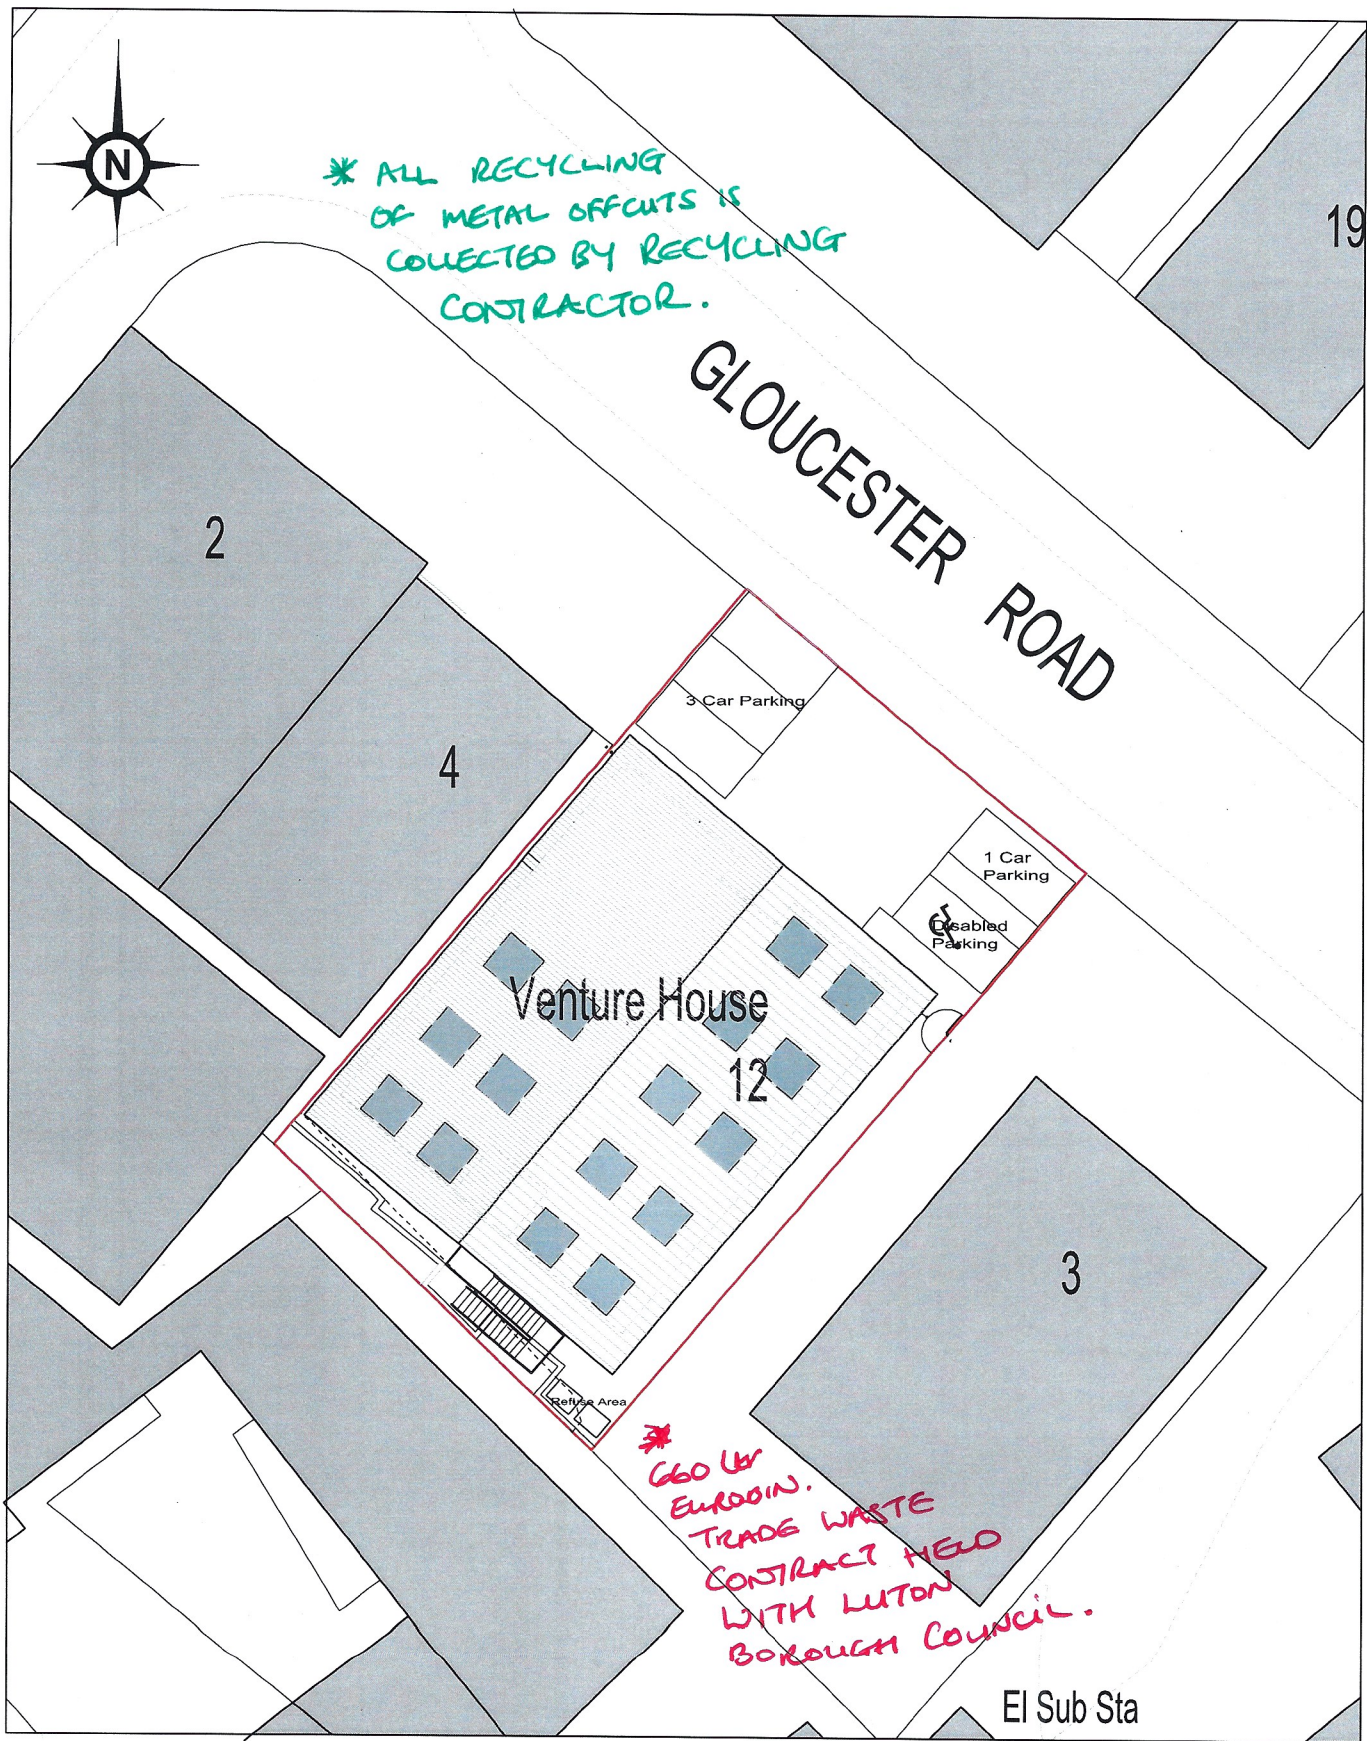 N
* ALL RECYCLING
OF METAL OFFCUTS IS
COLLECTED BY RECYCLING
CONTRACTOR.
19
GLOUCESTER ROAD
2
3 Car Parking
4
1 Car
Parking
Disabled
Parking
Venture House
12
3
Refuse Area
*
660 Ltr
EUROBIN.
TRADE WASTE
CONTRACT HELD
WITH LUTON
BOROUGH COUNCIL.
El Sub Sta